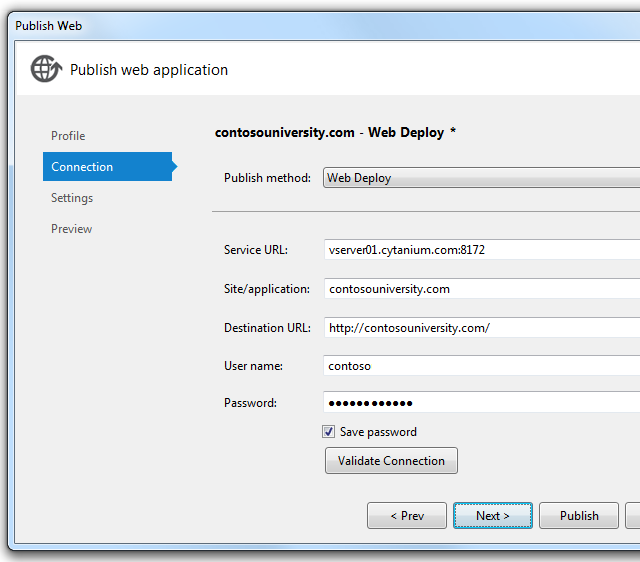 Publish Web
Publish web application
Profile
Connection
Settings
Preview
contosouniversity.com - Web Deploy *
Publish method: Web Deploy
Service URL: vserver01.cytanium.com:8172
Site/application: contosouniversity.com
Destination URL: http://contosouniversity.com/
User name: contoso
Password: ●●●●●●●●●●●●
Save password
Validate Connection
< Prev Next > Publish